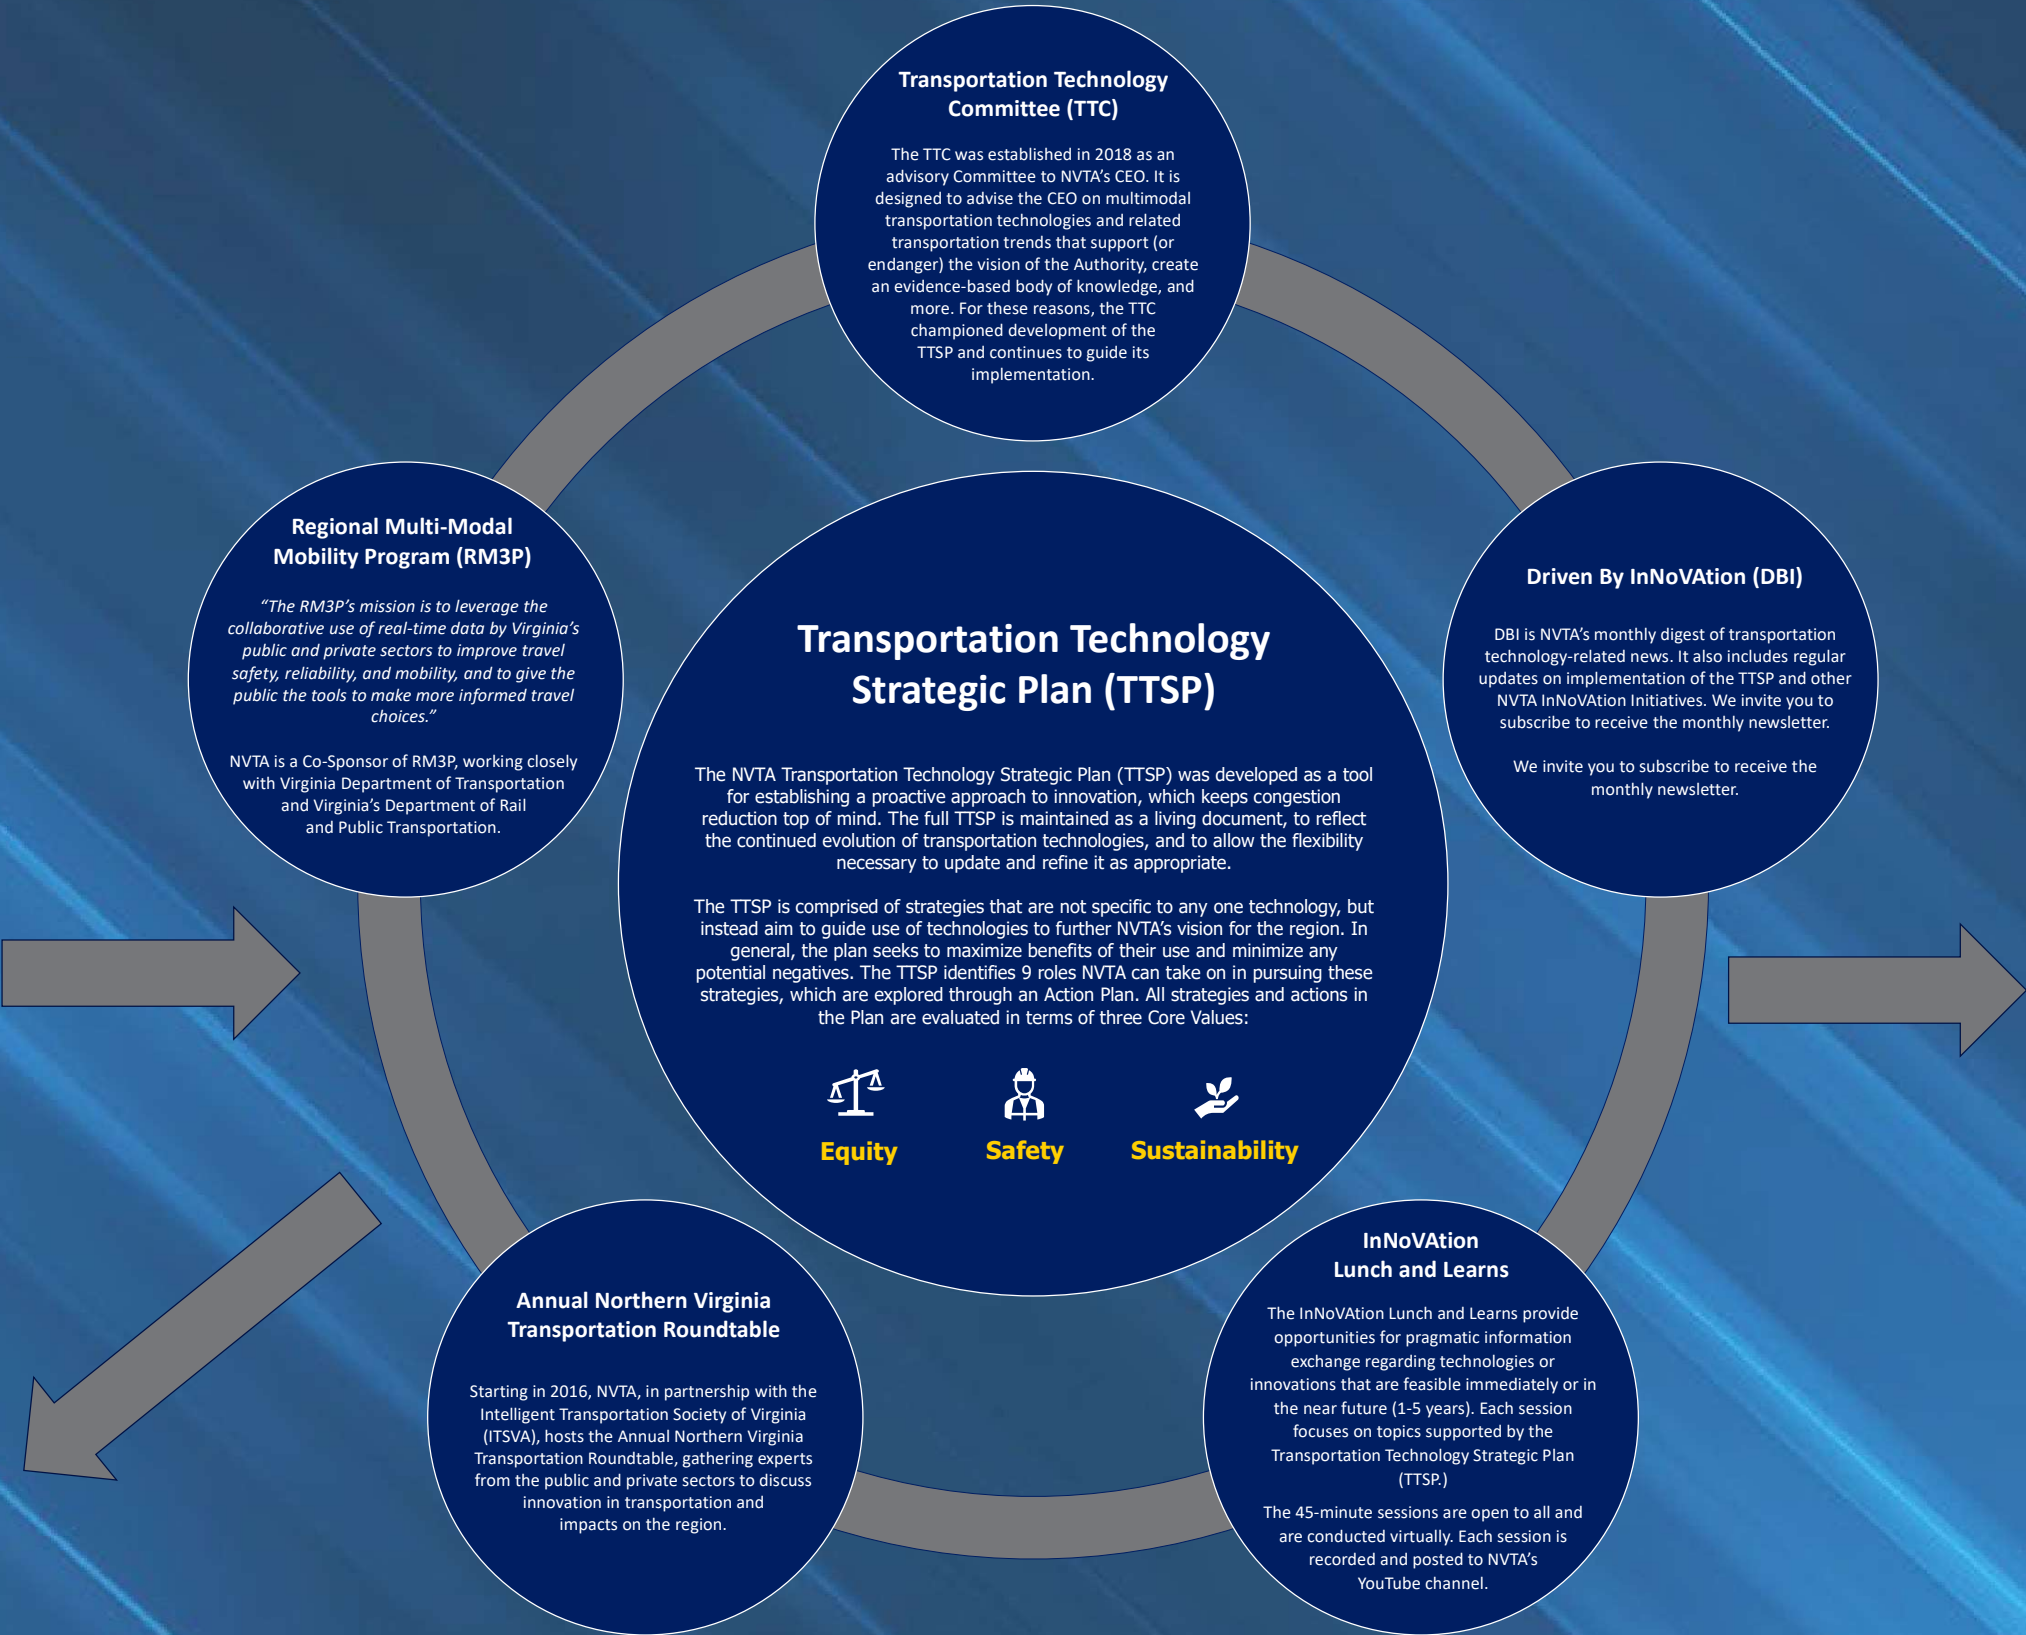 Transportation Technology
Committee (TTC)
The TTC was established in 2018 as an
advisory Committee to NVTA’s CEO. It is
designed to advise the CEO on multimodal
transportation technologies and related
transportation trends that support (or
endanger) the vision of the Authority, create
an evidence-based body of knowledge, and
more. For these reasons, the TTC
championed development of the
TTSP and continues to guide its
implementation.
Regional Multi-Modal
Mobility Program (RM3P)
“The RM3P’s mission is to leverage the
collaborative use of real-time data by Virginia’s
public and private sectors to improve travel
safety, reliability, and mobility, and to give the
public the tools to make more informed travel
choices.”
NVTA is a Co-Sponsor of RM3P, working closely
with Virginia Department of Transportation
and Virginia’s Department of Rail
and Public Transportation.
Driven By InNoVAtion (DBI)
DBI is NVTA’s monthly digest of transportation
technology-related news. It also includes regular
updates on implementation of the TTSP and other
NVTA InNoVAtion Initiatives. We invite you to
subscribe to receive the monthly newsletter.
We invite you to subscribe to receive the
monthly newsletter.
Transportation Technology
Strategic Plan (TTSP)
The NVTA Transportation Technology Strategic Plan (TTSP) was developed as a tool
for establishing a proactive approach to innovation, which keeps congestion
reduction top of mind. The full TTSP is maintained as a living document, to reflect
the continued evolution of transportation technologies, and to allow the flexibility
necessary to update and refine it as appropriate.
The TTSP is comprised of strategies that are not specific to any one technology, but
instead aim to guide use of technologies to further NVTA’s vision for the region. In
general, the plan seeks to maximize benefits of their use and minimize any
potential negatives. The TTSP identifies 9 roles NVTA can take on in pursuing these
strategies, which are explored through an Action Plan. All strategies and actions in
the Plan are evaluated in terms of three Core Values:
Equity
Safety
Sustainability
Annual Northern Virginia
Transportation Roundtable
Starting in 2016, NVTA, in partnership with the
Intelligent Transportation Society of Virginia
(ITSVA), hosts the Annual Northern Virginia
Transportation Roundtable, gathering experts
from the public and private sectors to discuss
innovation in transportation and
impacts on the region.
InNoVAtion
Lunch and Learns
The InNoVAtion Lunch and Learns provide
opportunities for pragmatic information
exchange regarding technologies or
innovations that are feasible immediately or in
the near future (1-5 years). Each session
focuses on topics supported by the
Transportation Technology Strategic Plan
(TTSP.)
The 45-minute sessions are open to all and
are conducted virtually. Each session is
recorded and posted to NVTA’s
YouTube channel.